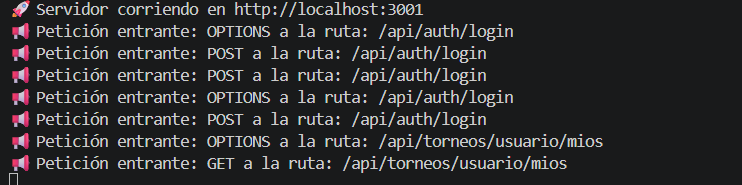 🚀 Servidor corriendo en http://localhost:3001
📢 Petición entrante: OPTIONS a la ruta: /api/auth/login
📢 Petición entrante: POST a la ruta: /api/auth/login
📢 Petición entrante: POST a la ruta: /api/auth/login
📢 Petición entrante: OPTIONS a la ruta: /api/auth/login
📢 Petición entrante: POST a la ruta: /api/auth/login
📢 Petición entrante: OPTIONS a la ruta: /api/torneos/usuario/mios
📢 Petición entrante: GET a la ruta: /api/torneos/usuario/mios